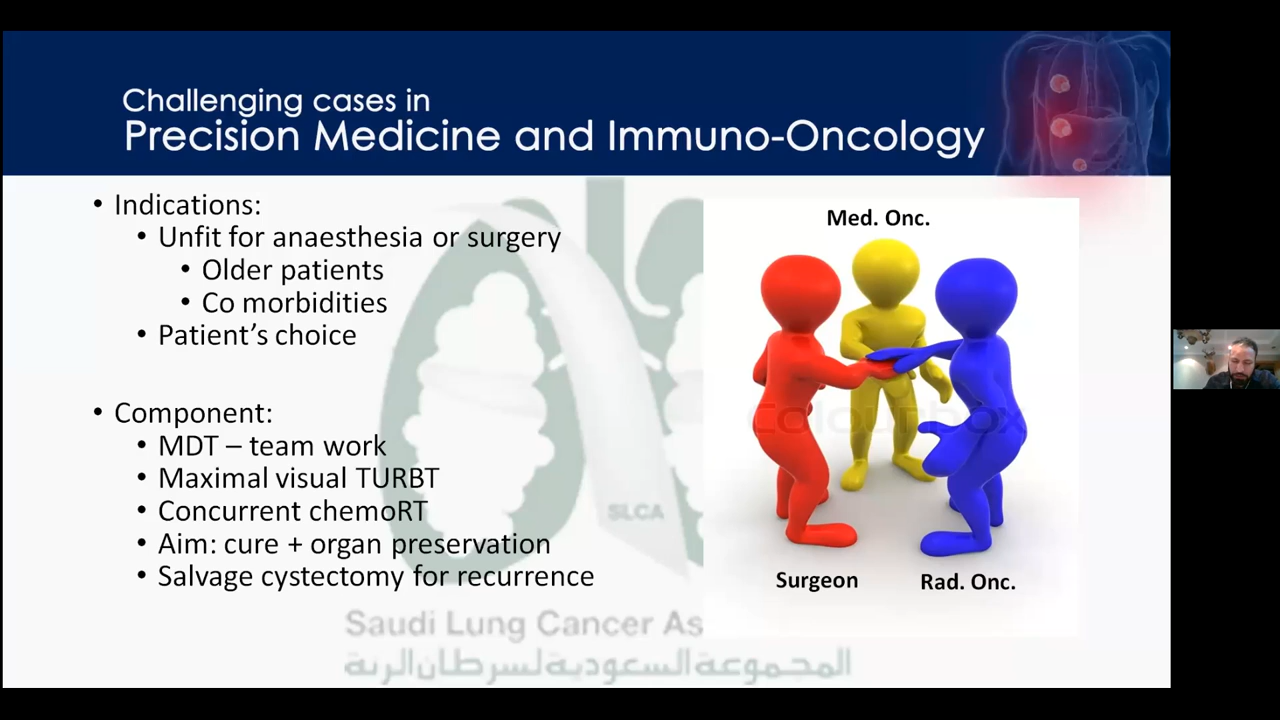 Challenging cases in
Precision Medicine and Immuno-Oncology
• Indications:
• Unfit for anaesthesia or surgery
• Older patients
• Co morbidities
• Patient's choice
• Component:
• MDT – team work
• Maximal visual TURBT
• Concurrent chemoRT
• Aim: cure + organ preservation
• Salvage cystectomy for recurrence
Med. Onc.
Colourbox
Surgeon
Rad. Onc.
SLCA
Saudi Lung Cancer As
المجموعة السعودية لسرطان الرئة